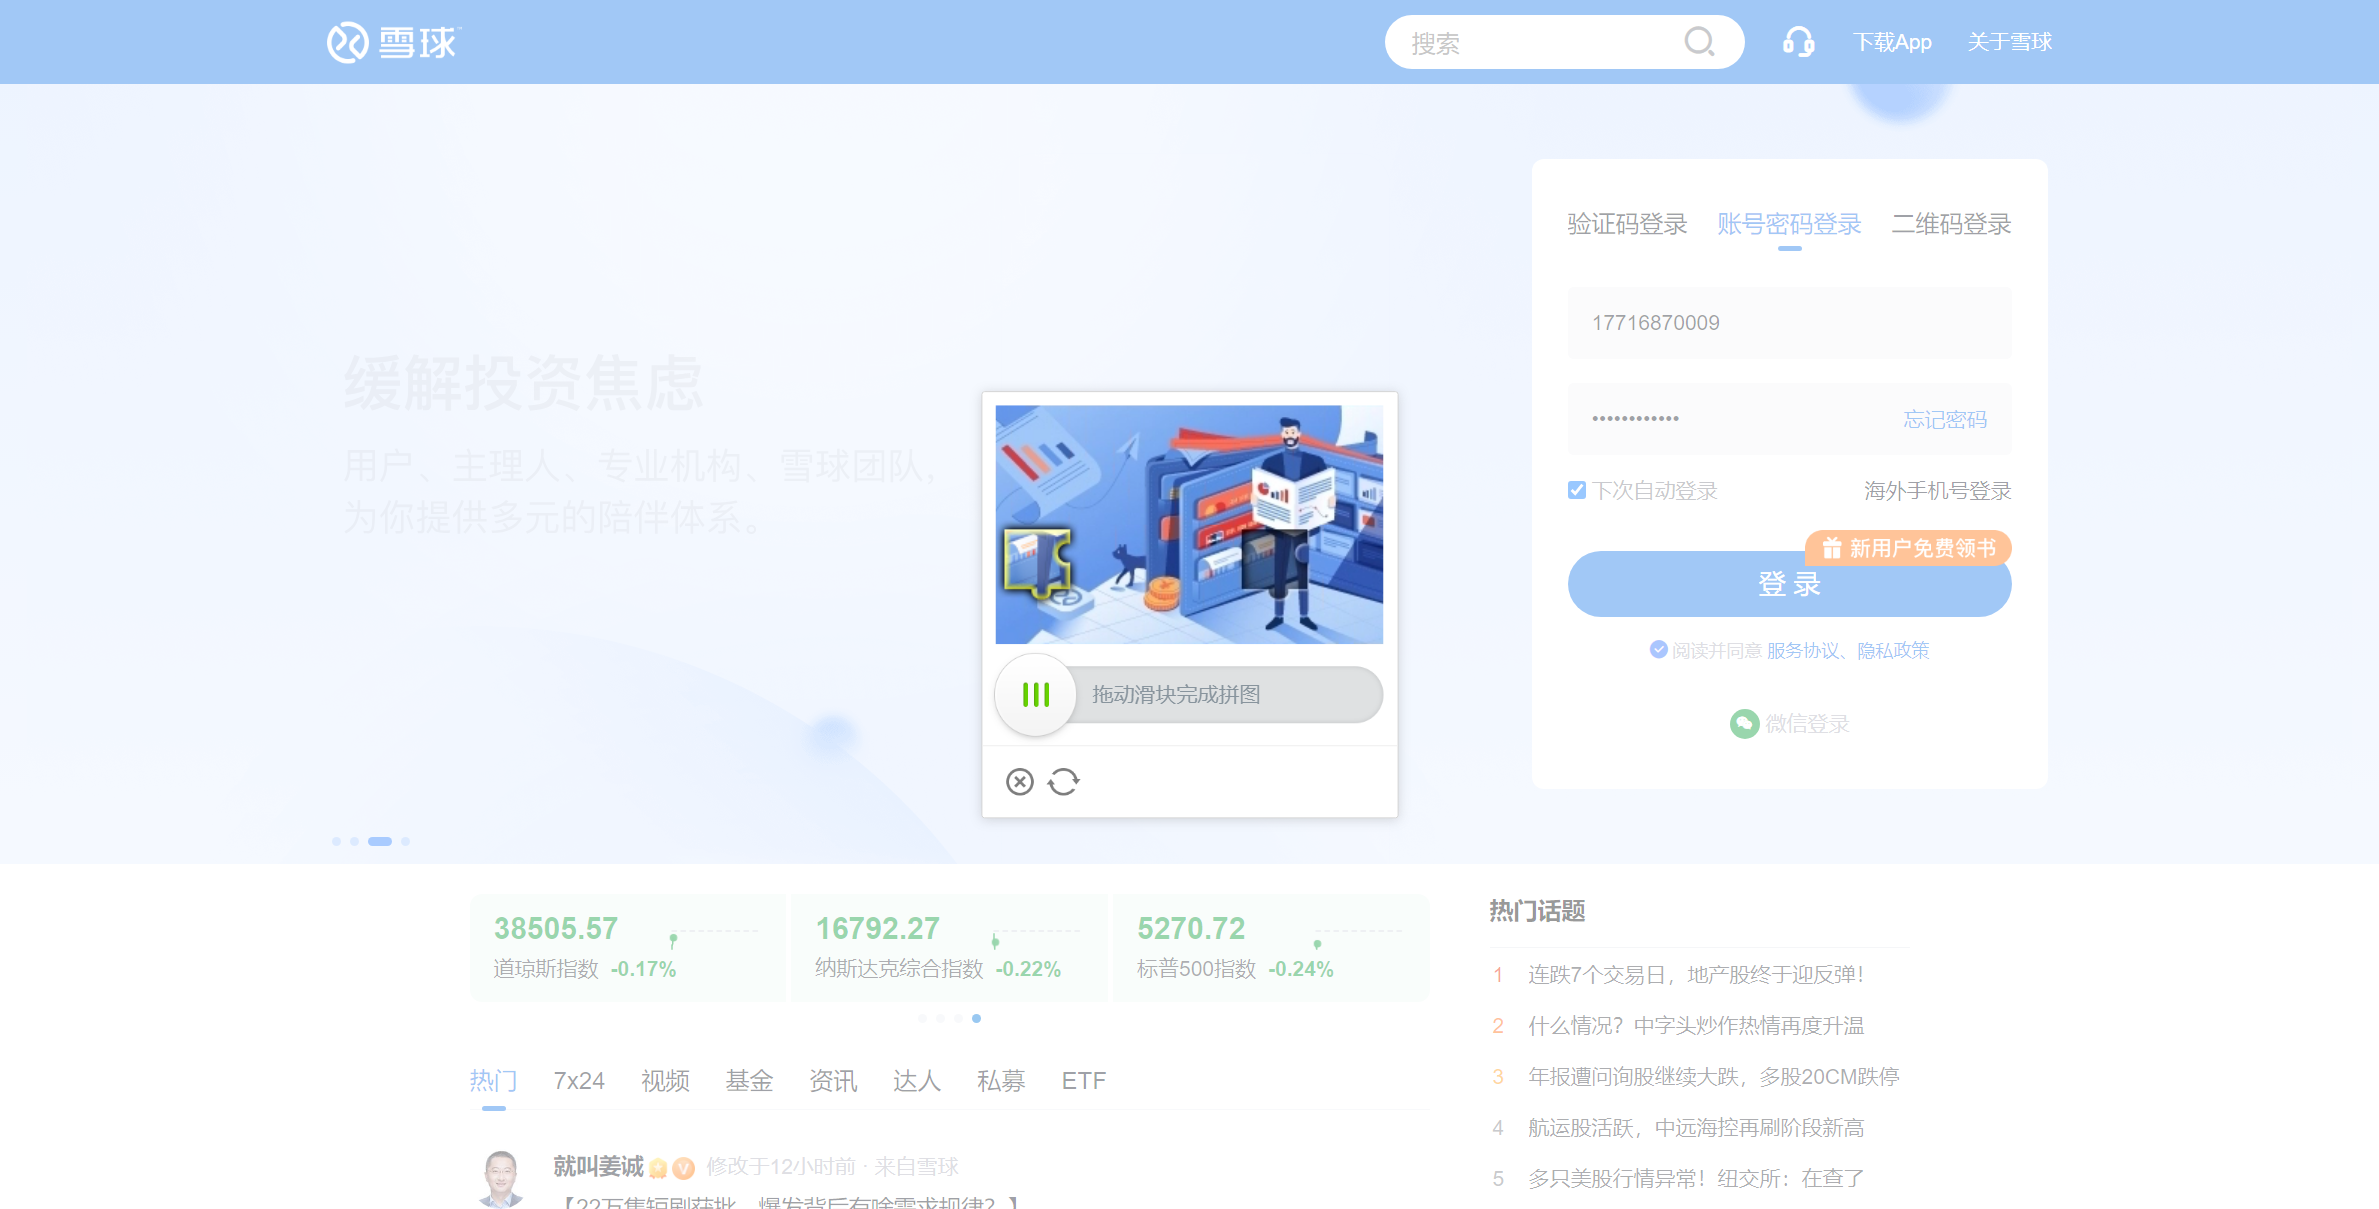 雪球
搜索
下载App
关于雪球
缓解投资焦虑
用户、主理人、专业机构、雪球团队，
为你提供多元的陪伴体系。
验证码登录
账号密码登录
二维码登录
17716870009
••••••••••••
忘记密码
下次自动登录
海外手机号登录
新用户免费领书
登 录
阅读并同意 服务协议、隐私政策
微信登录
拖动滑块完成拼图
38505.57
道琼斯指数 -0.17%
16792.27
纳斯达克综合指数 -0.22%
5270.72
标普500指数 -0.24%
热门
7x24
视频
基金
资讯
达人
私募
ETF
就叫姜诚 V 修改于12小时前 · 来自雪球
【22万集短剧获批，爆发背后有啥需求规律？】
热门话题
1 连跌7个交易日，地产股终于迎反弹！
2 什么情况？中字头炒作热情再度升温
3 年报遭问询股继续大跌，多股20CM跌停
4 航运股活跃，中远海控再刷阶段新高
5 多只美股行情异常！纽交所：在查了